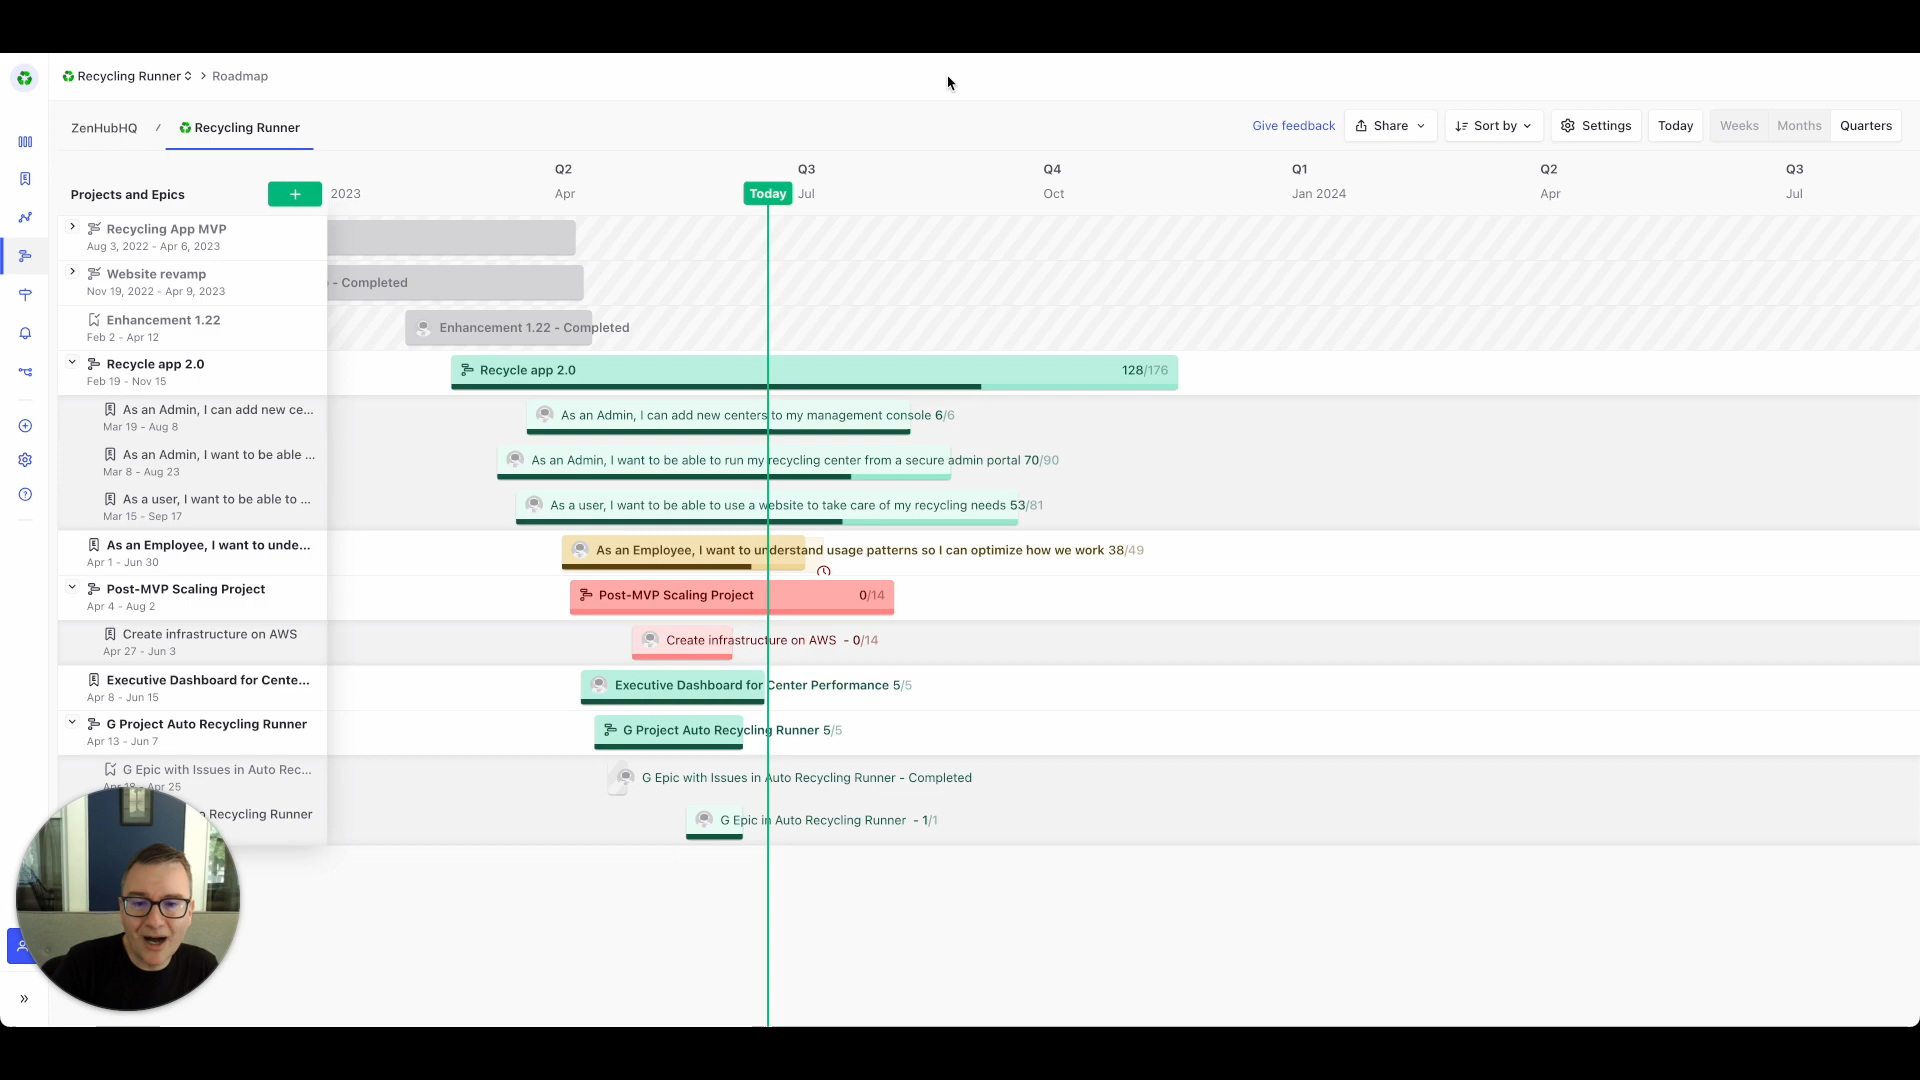 Recycling Runner > Roadmap
ZenHubHQ / Recycling Runner
Give feedback Share Sort by Settings Today Weeks Months Quarters
Q2 Q3 Q4 Q1 Q2 Q3
Projects and Epics + 2023 Apr Today Jul Oct Jan 2024 Apr Jul
Recycling App MVP
Aug 3, 2022 - Apr 6, 2023
Website revamp
Nov 19, 2022 - Apr 9, 2023
- Completed
Enhancement 1.22
Feb 2 - Apr 12
Enhancement 1.22 - Completed
Recycle app 2.0
Feb 19 - Nov 15
Recycle app 2.0 128/176
As an Admin, I can add new ce...
Mar 19 - Aug 8
As an Admin, I can add new centers to my management console 6/6
As an Admin, I want to be able ...
Mar 8 - Aug 23
As an Admin, I want to be able to run my recycling center from a secure admin portal 70/90
As a user, I want to be able to ...
Mar 15 - Sep 17
As a user, I want to be able to use a website to take care of my recycling needs 53/81
As an Employee, I want to unde...
Apr 1 - Jun 30
As an Employee, I want to understand usage patterns so I can optimize how we work 38/49
Post-MVP Scaling Project
Apr 4 - Aug 2
Post-MVP Scaling Project 0/14
Create infrastructure on AWS
Apr 27 - Jun 3
Create infrastructure on AWS - 0/14
Executive Dashboard for Cente...
Apr 8 - Jun 15
Executive Dashboard for Center Performance 5/5
G Project Auto Recycling Runner
Apr 13 - Jun 7
G Project Auto Recycling Runner 5/5
G Epic with Issues in Auto Rec...
Apr 18 - Apr 25
G Epic with Issues in Auto Recycling Runner - Completed
Recycling Runner
G Epic in Auto Recycling Runner - 1/1